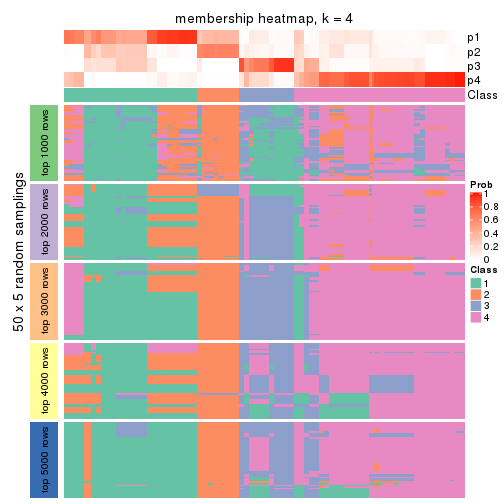 membership heatmap, k = 4
p1
p2
p3
p4
Class
50 x 5 random samplings
top 1000 rows
top 2000 rows
top 3000 rows
top 4000 rows
top 5000 rows
Prob
1
0.8
0.6
0.4
0.2
0
Class
1
2
3
4